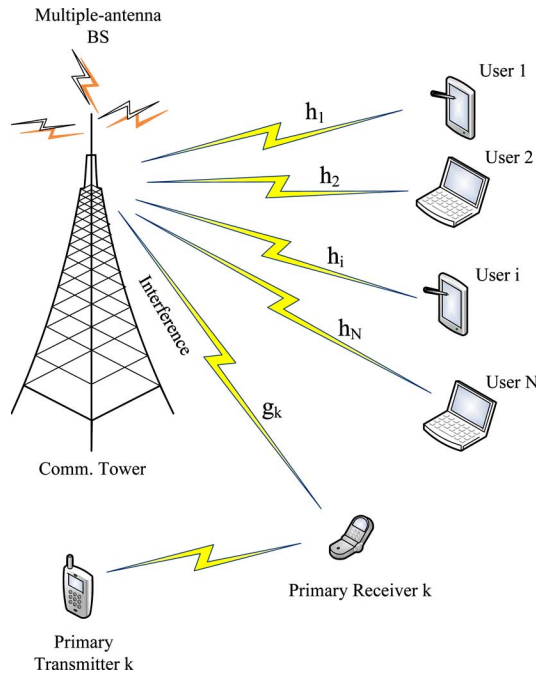 Multiple-antenna
BS
User 1
h1
User 2
h2
hi
User i
Interference
hN
User N
gk
Comm. Tower
Primary Receiver k
Primary
Transmitter k